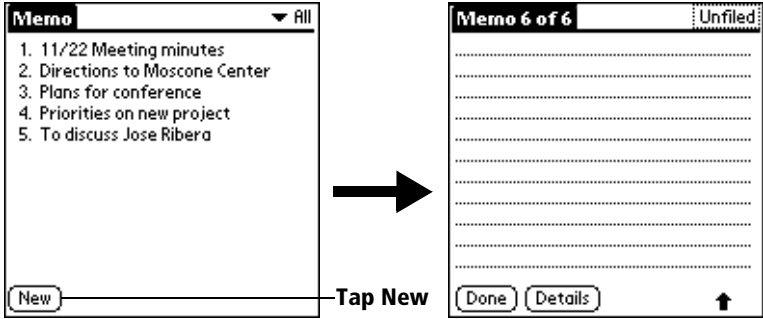 Memo
All
1. 11/22 Meeting minutes
2. Directions to Moscone Center
3. Plans for conference
4. Priorities on new project
5. To discuss Jose Ribera
New
Tap New
Memo 6 of 6
Unfiled
Done
Details